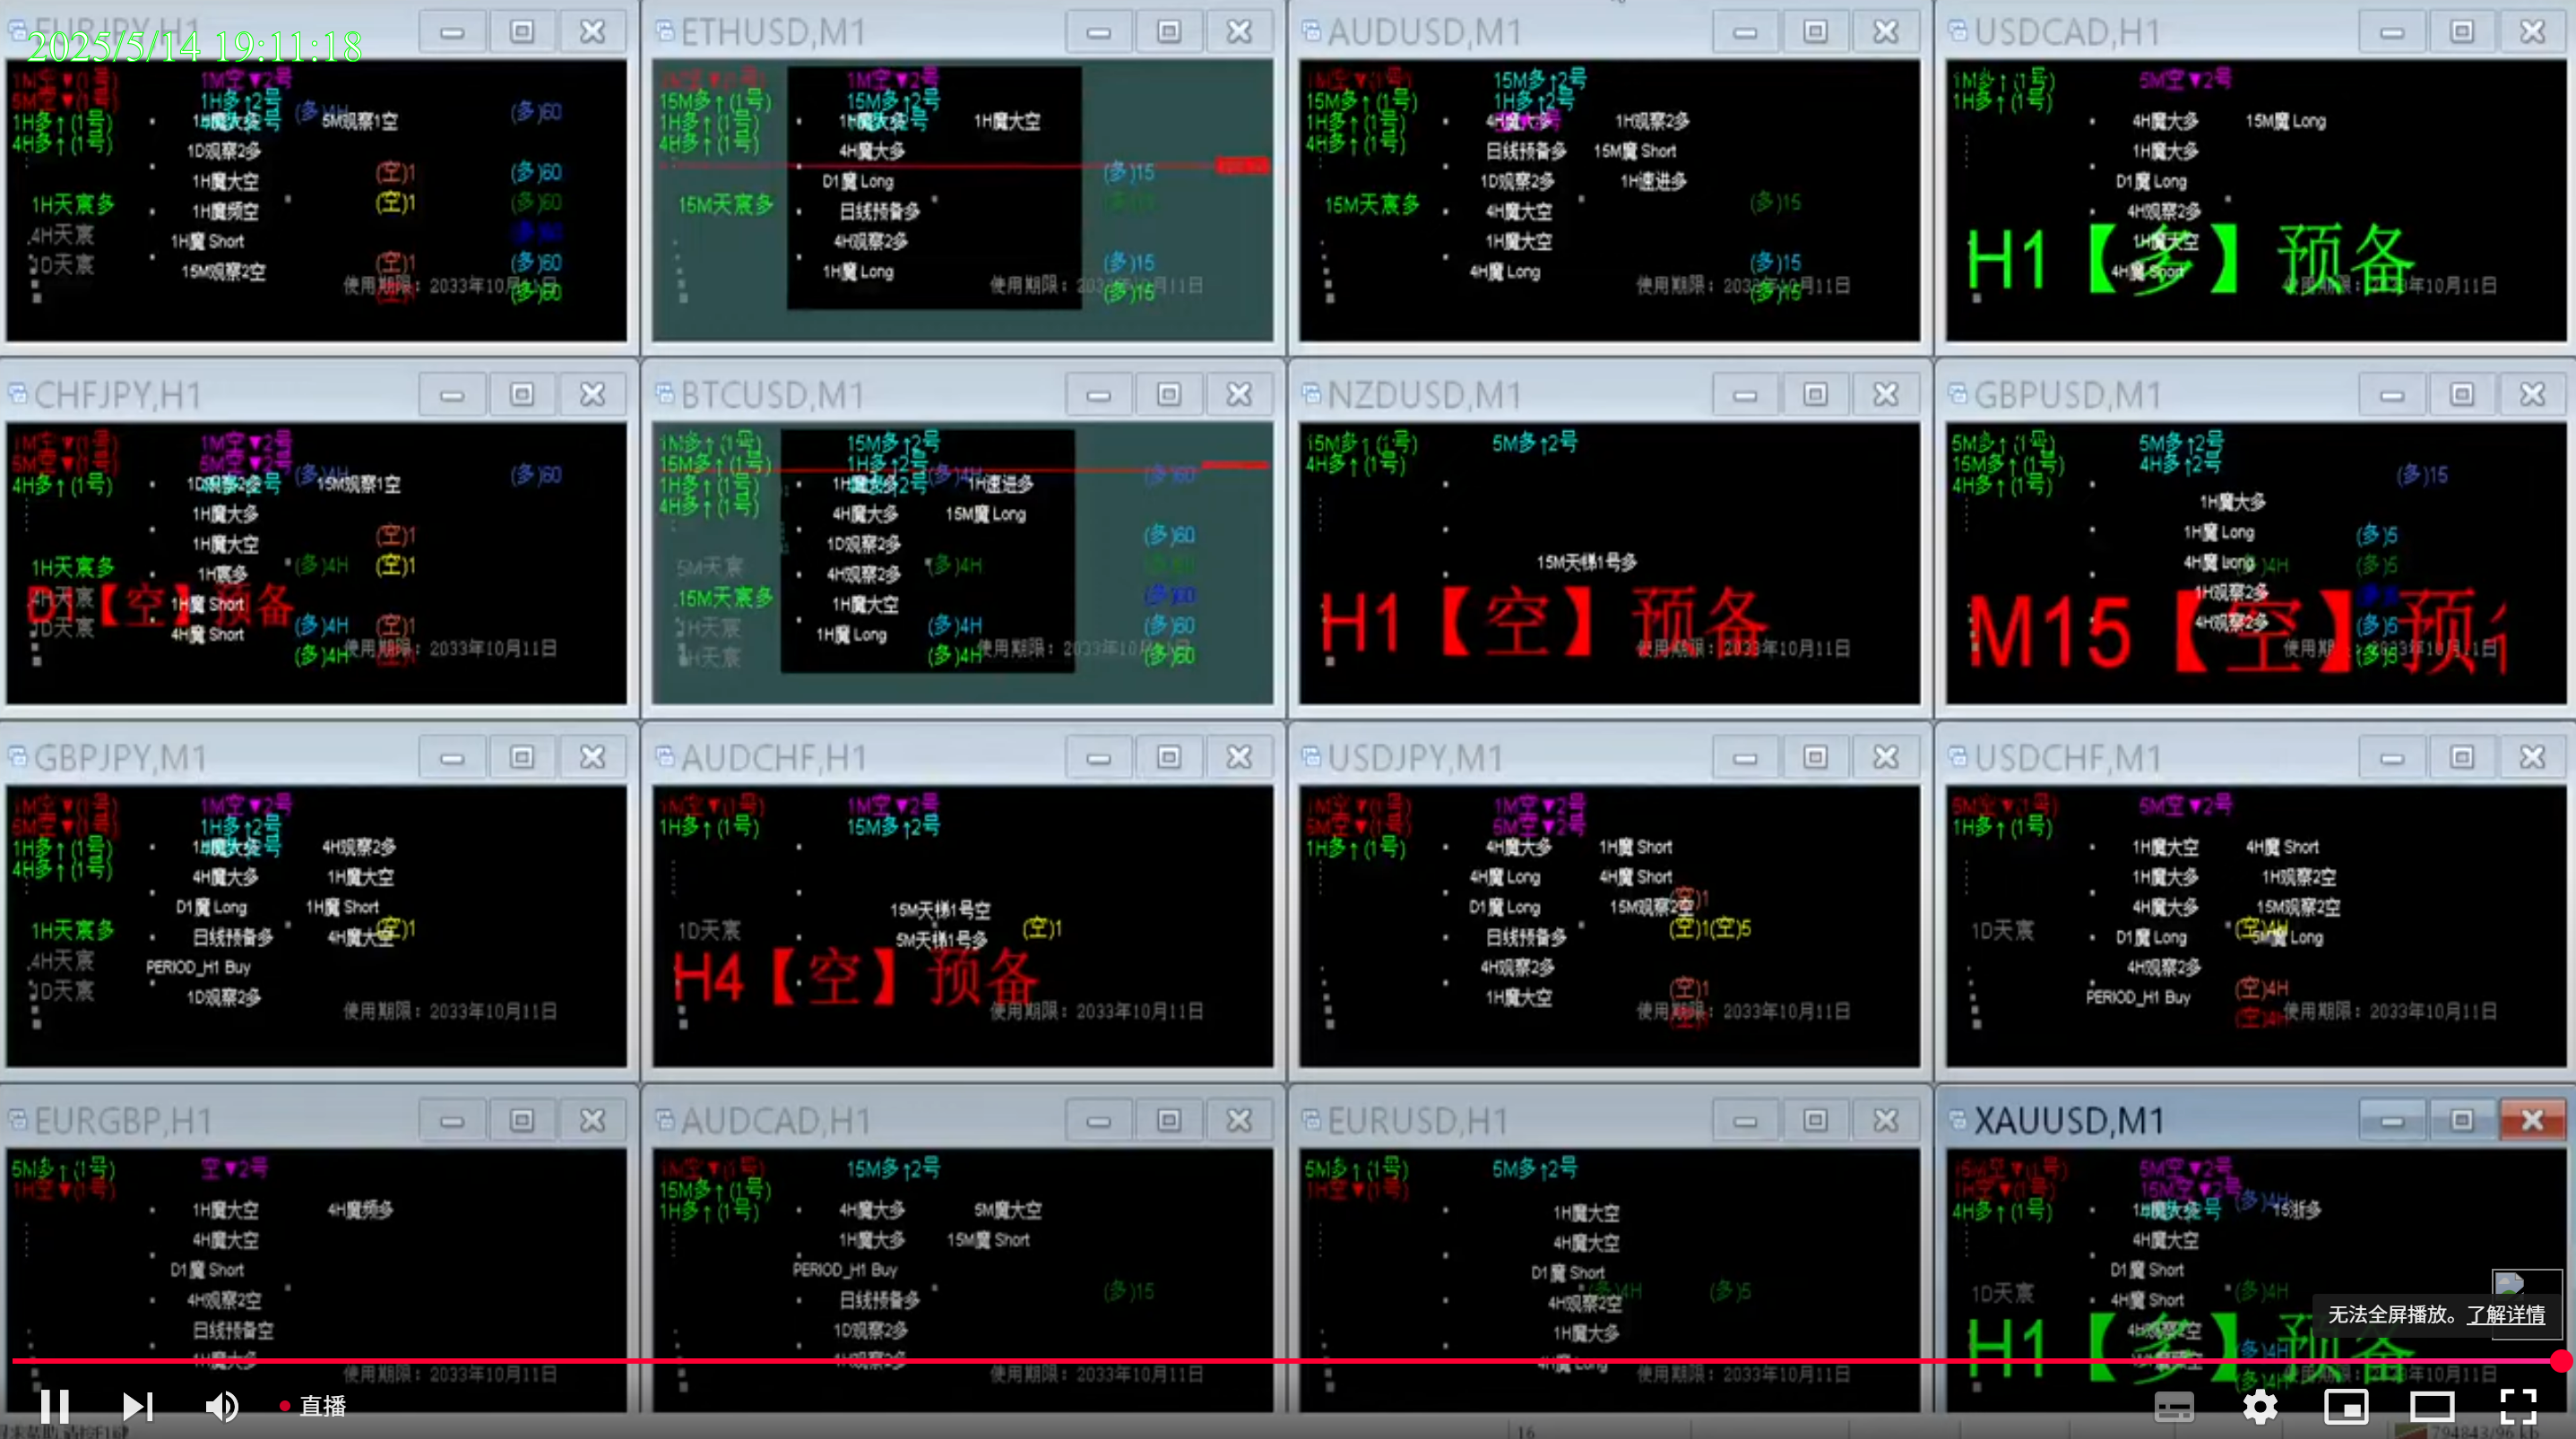 EURJPY,H1
2025/5/14 19:11:18
1M空▼(1号) 1M空▼2号
5M空▼(1号) 1H多↑2号 (多)4H (多)60
1H多↑(1号) 1H魔大多 5M观察1空
4H多↑(1号) 1D观察2多
1H魔大空 (空)1 (多)60
1H天宸多 1H魔频空 (空)1 (多)60
4H天宸 1H魔 Short
1D天宸 15M观察2空 (空)1 (多)60
使用期限：2033年10月11日 (多)60
ETHUSD,M1
1M空▼(1号) 1M空▼2号
15M多↑(1号) 15M多↑2号
1H多↑(1号) 1H魔大多 1H魔大空
4H多↑(1号) 4H魔大多
D1魔 Long (多)15
15M天宸多 日线预备多
4H观察2多
1H魔 Long (多)15
使用期限：2033年10月11日 (多)15
AUDUSD,M1
1M空▼(1号) 15M多↑2号
15M多↑(1号) 1H多↑2号
1H多↑(1号) 4H魔大多 1H观察2多
4H多↑(1号) 日线预备多 15M魔 Short
1D观察2多 1H速进多
15M天宸多 4H魔大空 (多)15
1H魔大空
4H魔 Long (多)15
使用期限：2033年10月11日 (多)15
USDCAD,H1
1M多↑(1号) 5M空▼2号
1H多↑(1号)
4H魔大多 15M魔 Long
1H魔大多
D1魔 Long
4H观察2多
1H魔大空
H1【多】预备
4H魔 Short
使用期限：2033年10月11日
CHFJPY,H1
1M空▼(1号) 1M空▼2号
5M空▼(1号) 5M空▼2号 (多)4H (多)60
4H多↑(1号) 1D观察2多 15M观察1空
1H魔大多
1H魔大空 (空)1
1H天宸多 1H宸多 (多)4H (空)1
4H天宸 1H魔 Short
D1【空】预备
1D天宸 4H魔 Short (多)4H (空)1
(多)4H 使用期限：2033年10月11日
BTCUSD,M1
1M多↑(1号) 15M多↑2号
15M多↑(1号) 1H多↑2号 (多)4H (多)60
1H多↑(1号) 1H魔大多 1H速进多
4H多↑(1号) 4H魔大多 15M魔 Long
1D观察2多 (多)60
5M天宸 4H观察2多 (多)4H
15M天宸多 1H魔大空 (多)60
1H天宸 1H魔 Long (多)4H (多)60
4H天宸 (多)4H 使用期限：2033年10月11日 (多)60
NZDUSD,M1
15M多↑(1号) 5M多↑2号
4H多↑(1号)
15M天梯1号多
H1【空】预备
使用期限：2033年10月11日
GBPUSD,M1
5M多↑(1号) 5M多↑2号
15M多↑(1号) 4H多↑2号 (多)15
4H多↑(1号) 1H魔大多
1H魔 Long (多)5
4H魔 Long (多)4H (多)5
1H观察2多
4H观察2多 (多)5
M15【空】预
使用期限：2033年10月11日 (多)5
GBPJPY,M1
1M空▼(1号) 1M空▼2号
5M空▼(1号) 1H多↑2号
1H多↑(1号) 1H魔大多 4H观察2多
4H多↑(1号) 4H魔大多 1H魔大空
D1魔 Long 1H魔 Short
1H天宸多 日线预备多 4H魔大空 (空)1
4H天宸 PERIOD_H1 Buy
1D天宸 1D观察2多
使用期限：2033年10月11日
AUDCHF,H1
1M空▼(1号) 1M空▼2号
1H多↑(1号) 15M多↑2号
15M天梯1号空
1D天宸 5M天梯1号多 (空)1
H4【空】预备
使用期限：2033年10月11日
USDJPY,M1
1M空▼(1号) 1M空▼2号
5M空▼(1号) 5M空▼2号
1H多↑(1号) 4H魔大多 1H魔 Short
4H魔 Long 4H魔 Short
D1魔 Long 15M观察2空 (空)1
日线预备多 (空)1(空)5
4H观察2多
1H魔大空 (空)1
使用期限：2033年10月11日
USDCHF,M1
5M空▼(1号) 5M空▼2号
1H多↑(1号) 1H魔大空 4H魔 Short
1H魔大多 1H观察2空
4H魔大多 15M观察2空
1D天宸 D1魔 Long (空)4H 5M魔 Long
4H观察2多
PERIOD_H1 Buy (空)4H
(空)4H 使用期限：2033年10月11日
EURGBP,H1
5M多↑(1号) 空▼2号
1H空▼(1号)
1H魔大空 4H魔频多
4H魔大空
D1魔 Short
4H观察2空
日线预备空
1H魔大多
使用期限：2033年10月11日
AUDCAD,H1
1M空▼(1号) 15M多↑2号
15M多↑(1号)
1H多↑(1号) 4H魔大多 5M魔大空
1H魔大多 15M魔 Short
PERIOD_H1 Buy
日线预备多 (多)15
1D观察2多
4H观察2多
使用期限：2033年10月11日
EURUSD,H1
5M多↑(1号) 5M多↑2号
1H空▼(1号)
1H魔大空
4H魔大空
D1魔 Short
(多)4H (多)5
4H观察2空
1H魔大多
4H魔 Long
使用期限：2033年10月11日
XAUUSD,M1
15M空▼(1号) 5M空▼2号
1H空▼(1号) 15M空▼2号 (多)4H
4H多↑(1号) 1H魔大多 15浙多
4H魔大空
D1魔 Short
1D天宸 4H魔 Short (多)4H
4H观察2空
H1【多】预备
(多)4H
(多)4H 使用期限：2033年10月11日
无法全屏播放。了解详情
直播
16
794843/96 kb